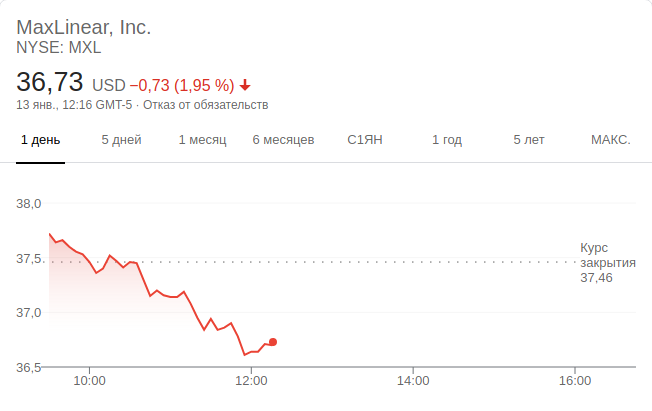 MaxLinear, Inc.
NYSE: MXL
36,73 USD −0,73 (1,95 %)
13 янв., 12:16 GMT-5 · Отказ от обязательств
1 день 5 дней 1 месяц 6 месяцев С1ЯН 1 год 5 лет МАКС.
38,0
37,5
37,0
36,5
Курс
закрытия
37,46
10:00 12:00 14:00 16:00